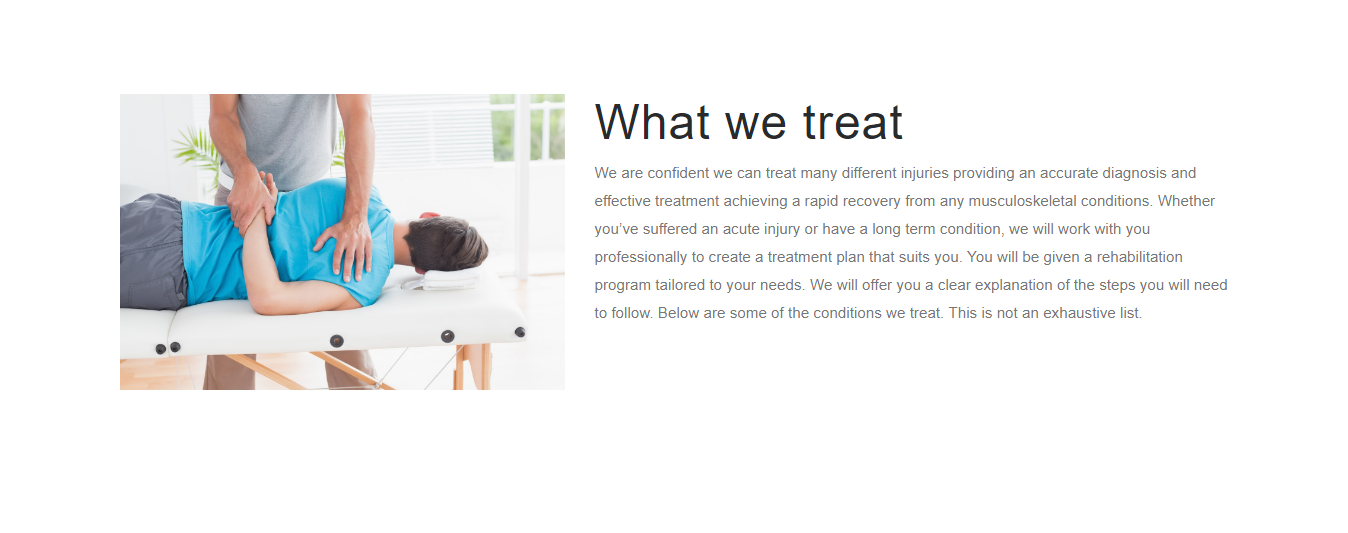 What we treat
We are confident we can treat many different injuries providing an accurate diagnosis and
effective treatment achieving a rapid recovery from any musculoskeletal conditions. Whether
you’ve suffered an acute injury or have a long term condition, we will work with you
professionally to create a treatment plan that suits you. You will be given a rehabilitation
program tailored to your needs. We will offer you a clear explanation of the steps you will need
to follow. Below are some of the conditions we treat. This is not an exhaustive list.